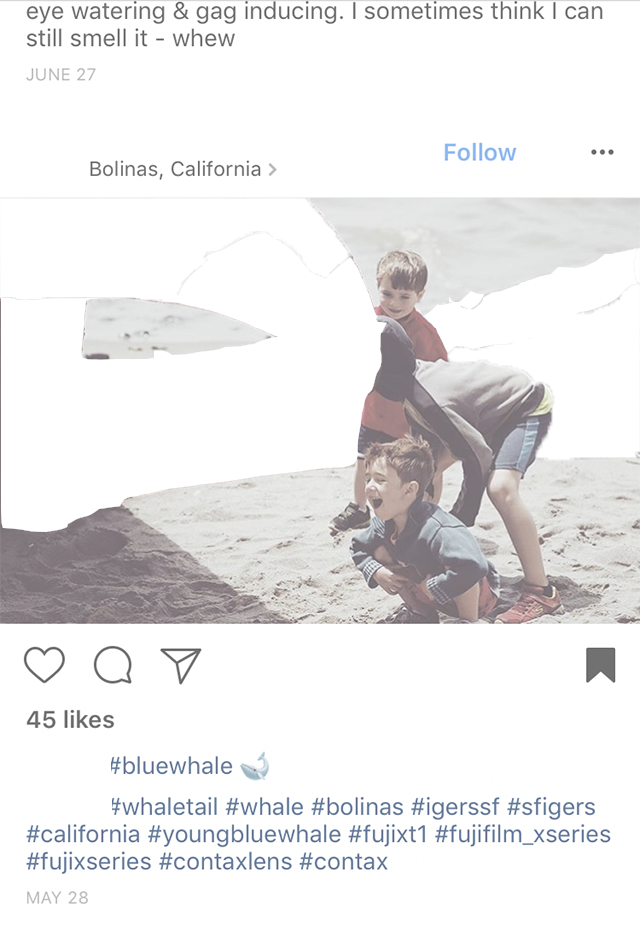 eye watering & gag inducing. I sometimes think I can
still smell it - whew
JUNE 27
Follow
Bolinas, California
45 likes
#bluewhale 🐳
#whaletail #whale #bolinas #igerssf #sfigers
#california #youngbluewhale #fujixt1 #fujifilm_xseries
#fujixseries #contaxlens #contax
MAY 28